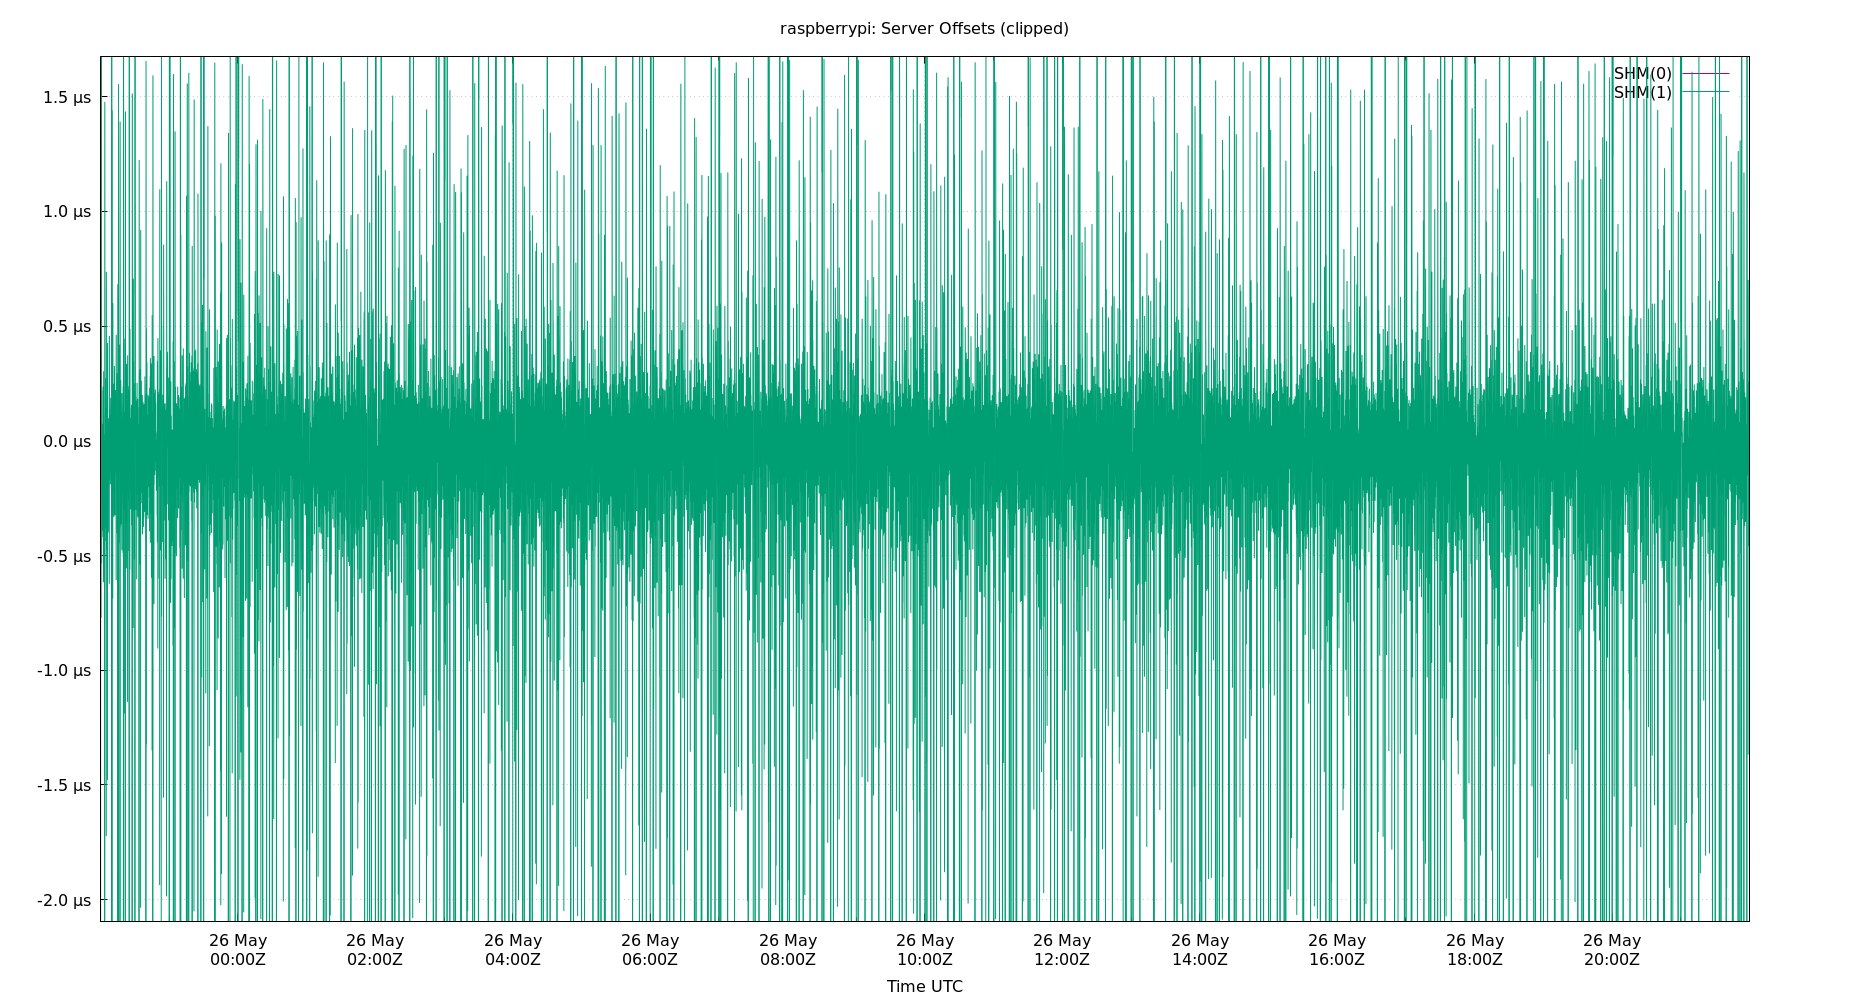 raspberrypi: Server Offsets (clipped)
SHM(0)
SHM(1)
1.5 µs
1.0 µs
0.5 µs
0.0 µs
-0.5 µs
-1.0 µs
-1.5 µs
-2.0 µs
26 May 26 May 26 May 26 May 26 May 26 May 26 May 26 May 26 May 26 May 26 May
00:00Z 02:00Z 04:00Z 06:00Z 08:00Z 10:00Z 12:00Z 14:00Z 16:00Z 18:00Z 20:00Z
Time UTC